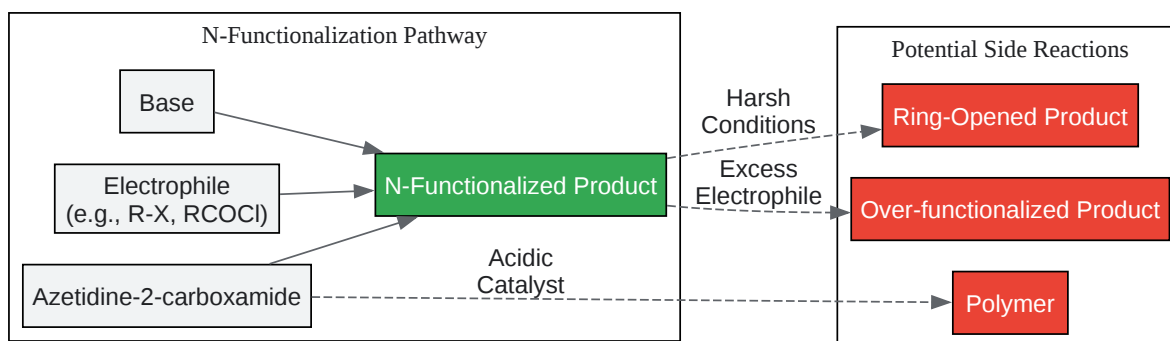 N-Functionalization Pathway
Base
Electrophile
(e.g., R-X, RCOCl)
Azetidine-2-carboxamide
N-Functionalized Product
Harsh
Conditions
Excess
Electrophile
Acidic
Catalyst
Potential Side Reactions
Ring-Opened Product
Over-functionalized Product
Polymer